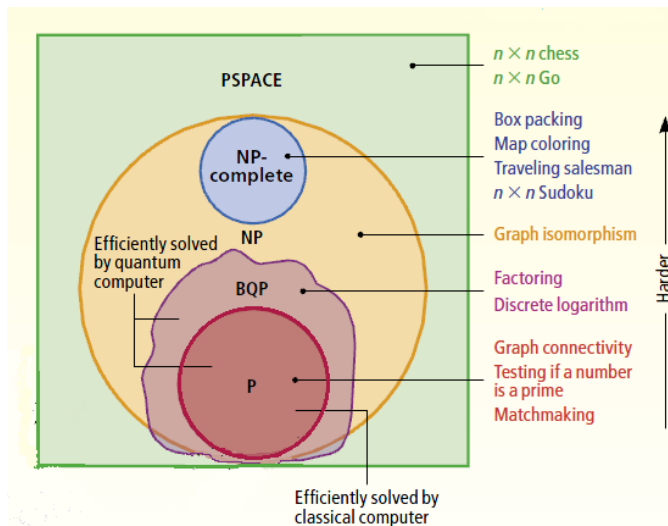 PSPACE
n × n chess
n × n Go
NP-
complete
Box packing
Map coloring
Traveling salesman
n × n Sudoku
NP
Graph isomorphism
Efficiently solved
by quantum
computer
BQP
Factoring
Discrete logarithm
Harder
P
Graph connectivity
Testing if a number
is a prime
Matchmaking
Efficiently solved by
classical computer